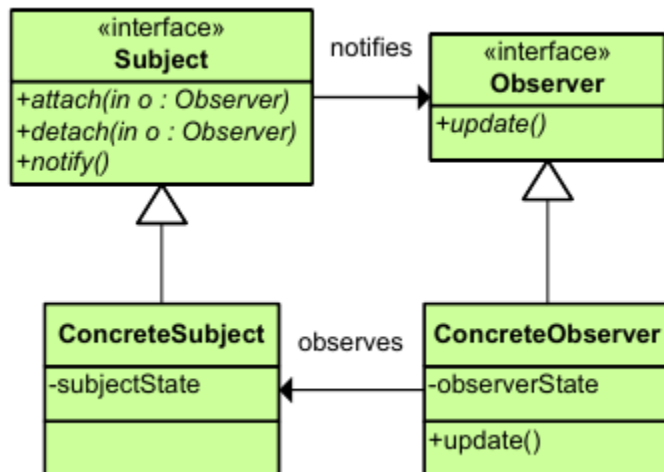 «interface»
Subject
+attach(in o : Observer)
+detach(in o : Observer)
+notify()
notifies
«interface»
Observer
+update()
ConcreteSubject
-subjectState
observes
ConcreteObserver
-observerState
+update()